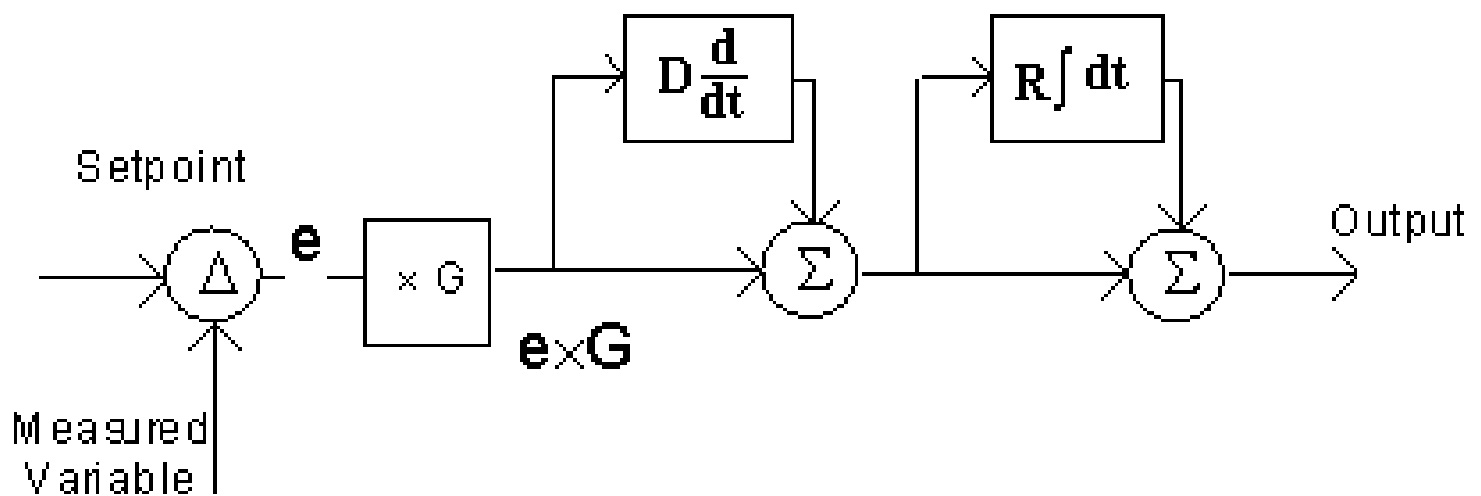 D d/dt
R∫ dt
Setpoint
Δ
e
× G
e×G
Σ
Σ
Output
Measured
Variable